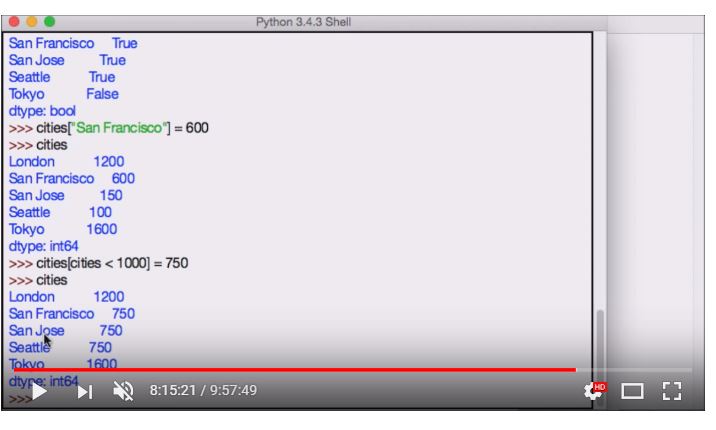 Python 3.4.3 Shell
San Francisco True
San Jose True
Seattle True
Tokyo False
dtype: bool
>>> cities["San Francisco"] = 600
>>> cities
London 1200
San Francisco 600
San Jose 150
Seattle 100
Tokyo 1600
dtype: int64
>>> cities[cities < 1000] = 750
>>> cities
London 1200
San Francisco 750
San Jose 750
Seattle 750
Tokyo 1600
dtype: int64
>>>
8:15:21 / 9:57:49
HD